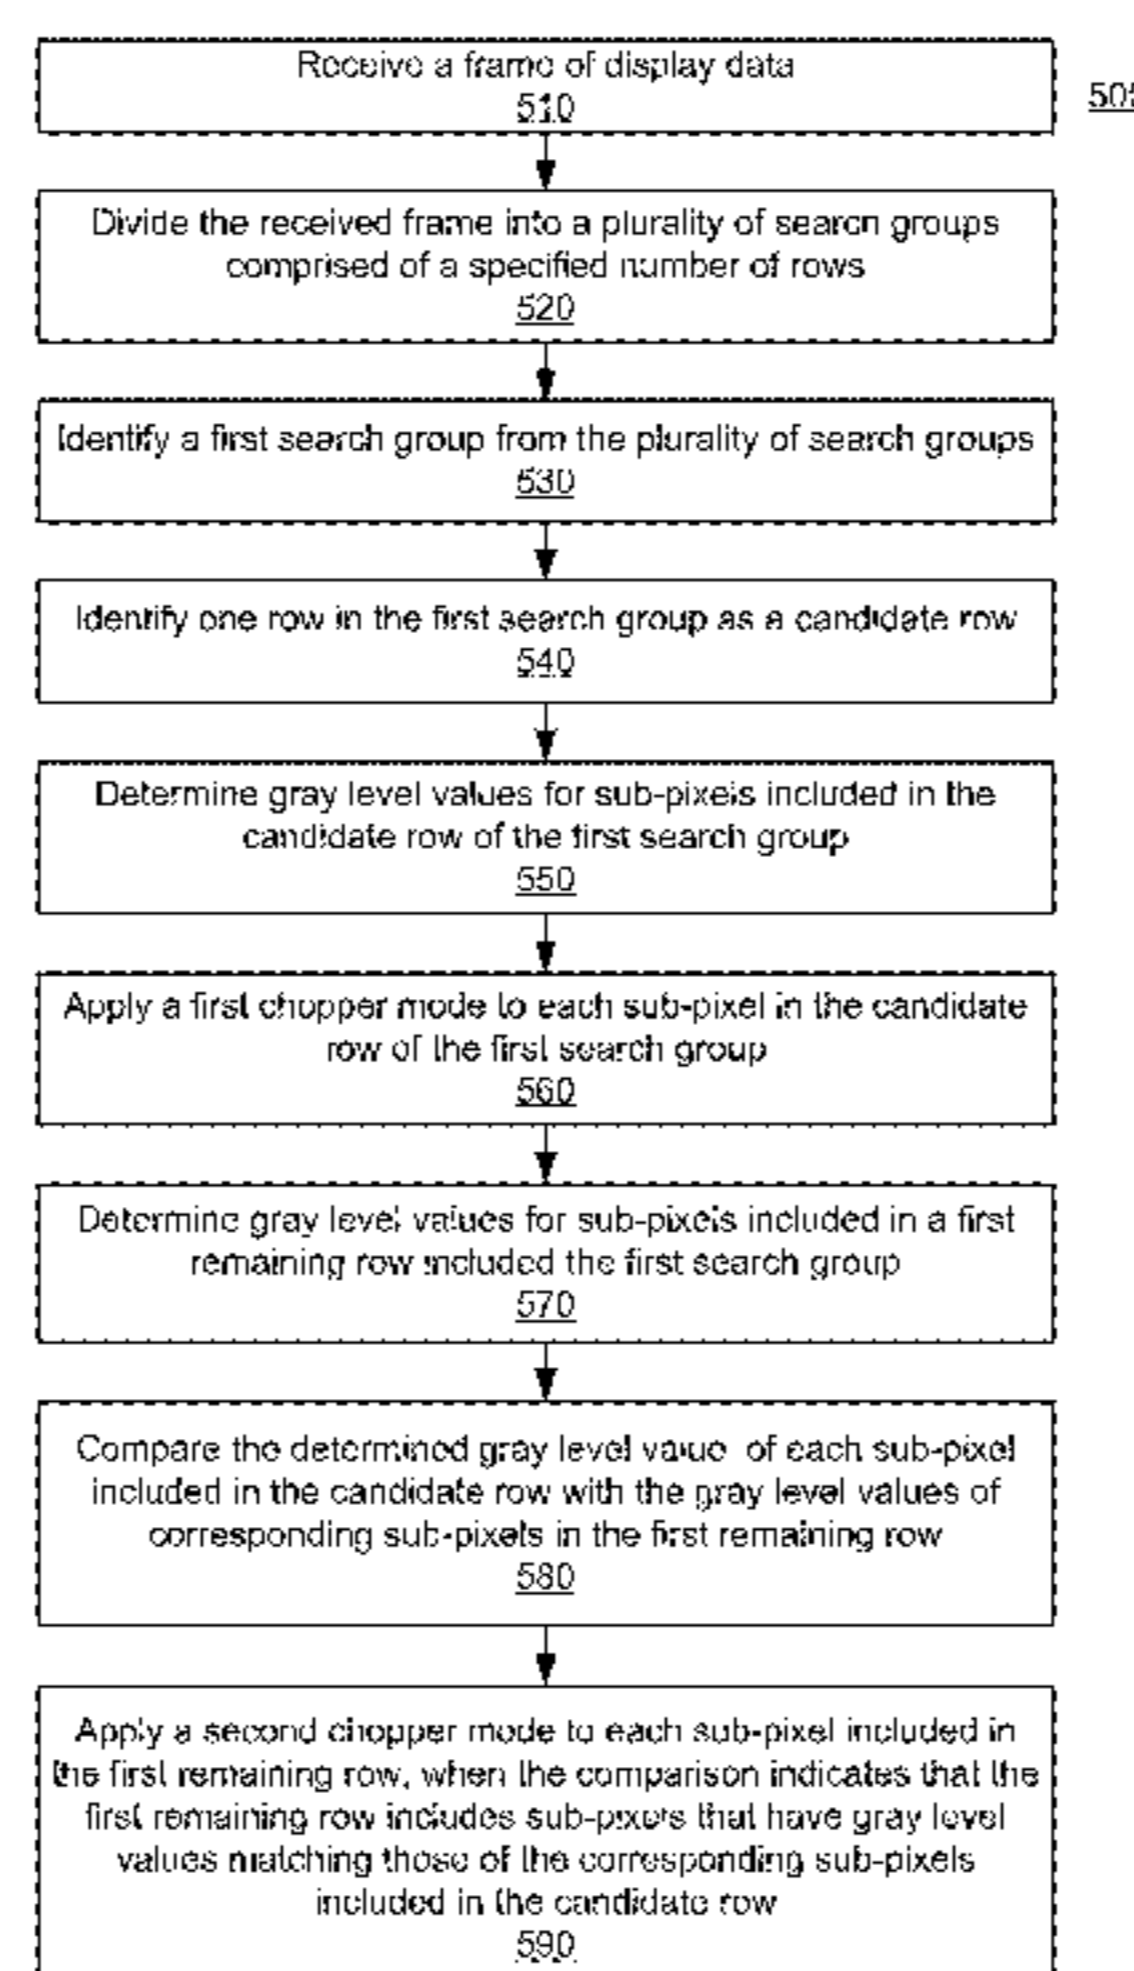 Receive a frame of display data
510
505
Divide the received frame into a plurality of search groups
comprised of a specified number of rows
520
Identify a first search group from the plurality of search groups
530
Identify one row in the first search group as a candidate row
540
Determine gray level values for sub-pixels included in the
candidate row of the first search group
550
Apply a first chopper mode to each sub-pixel in the candidate
row of the first search group
560
Determine gray level values for sub-pixels included in a first
remaining row included the first search group
570
Compare the determined gray level value of each sub-pixel
included in the candidate row with the gray level values of
corresponding sub-pixels in the first remaining row
580
Apply a second chopper mode to each sub-pixel included in
the first remaining row, when the comparison indicates that the
first remaining row includes sub-pixels that have gray level
values matching those of the corresponding sub-pixels
included in the candidate row
590